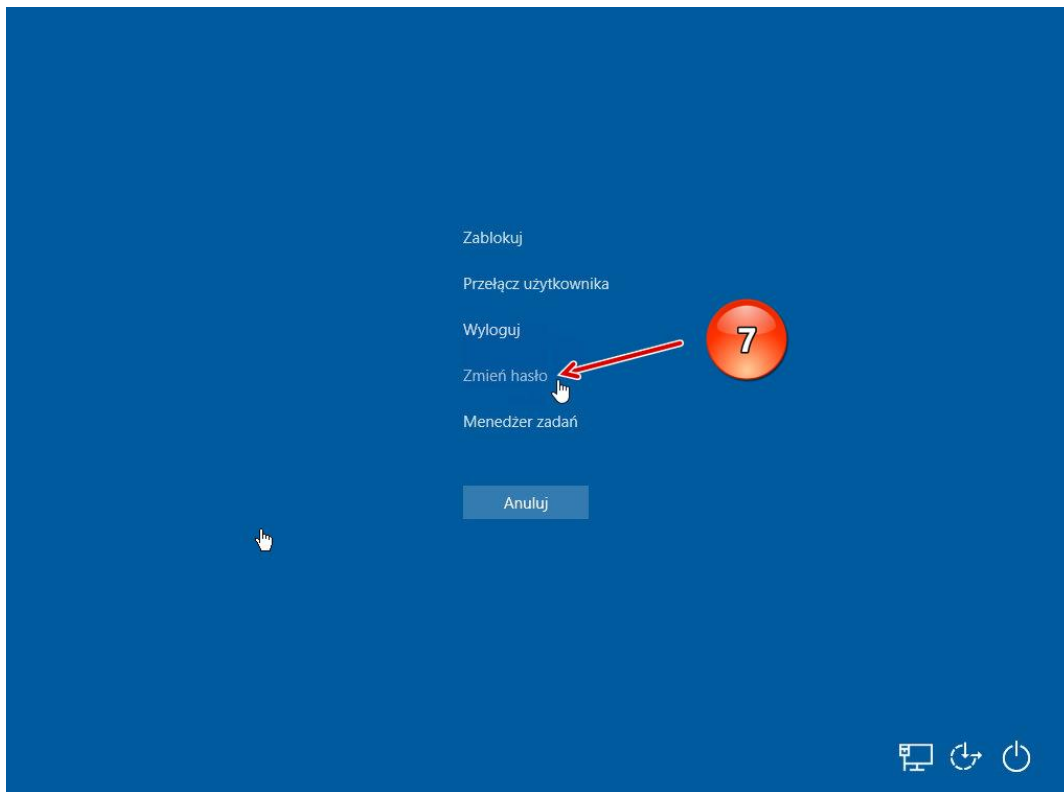 Zablokuj
Przełącz użytkownika
Wyloguj
7
Zmień hasło
Menedżer zadań
Anuluj